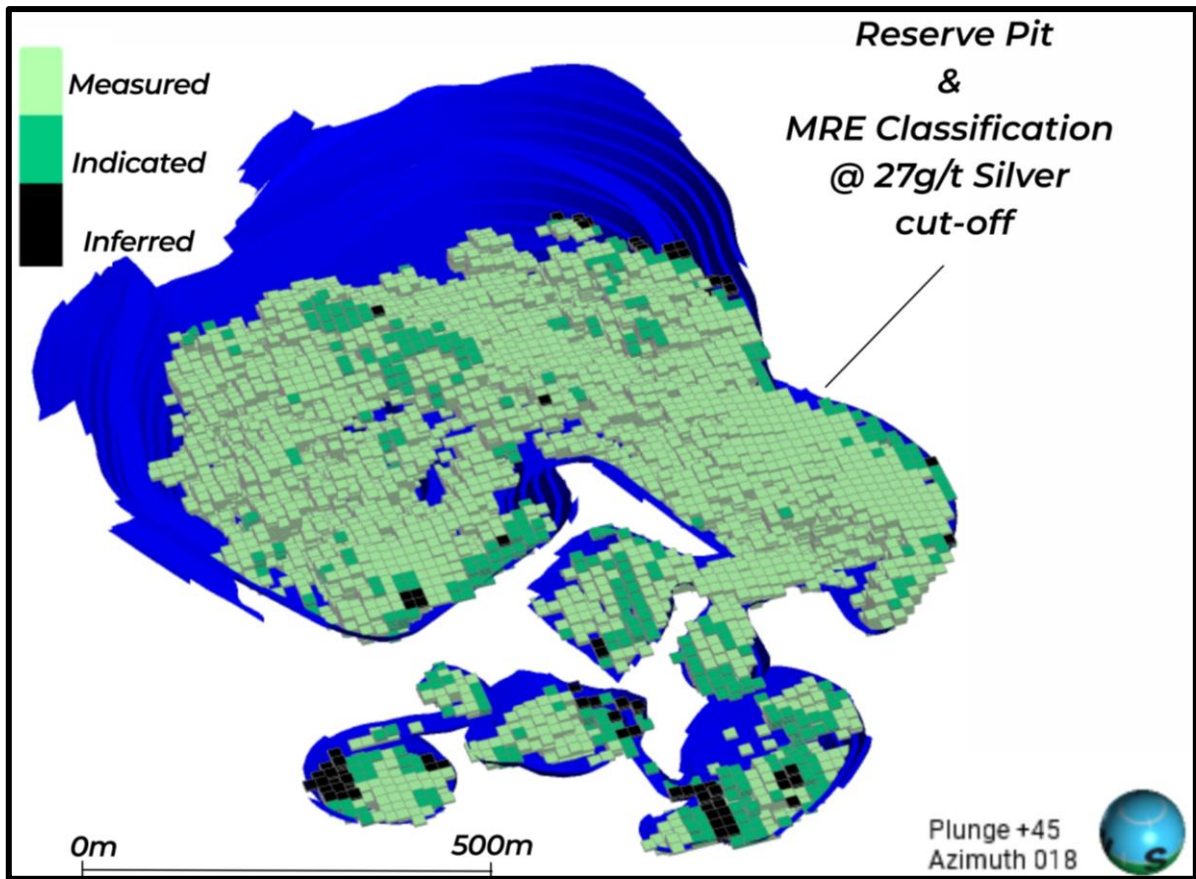 Measured
Indicated
Inferred
Reserve Pit
&
MRE Classification
@ 27g/t Silver
cut-off
0m
500m
Plunge +45
Azimuth 018
S